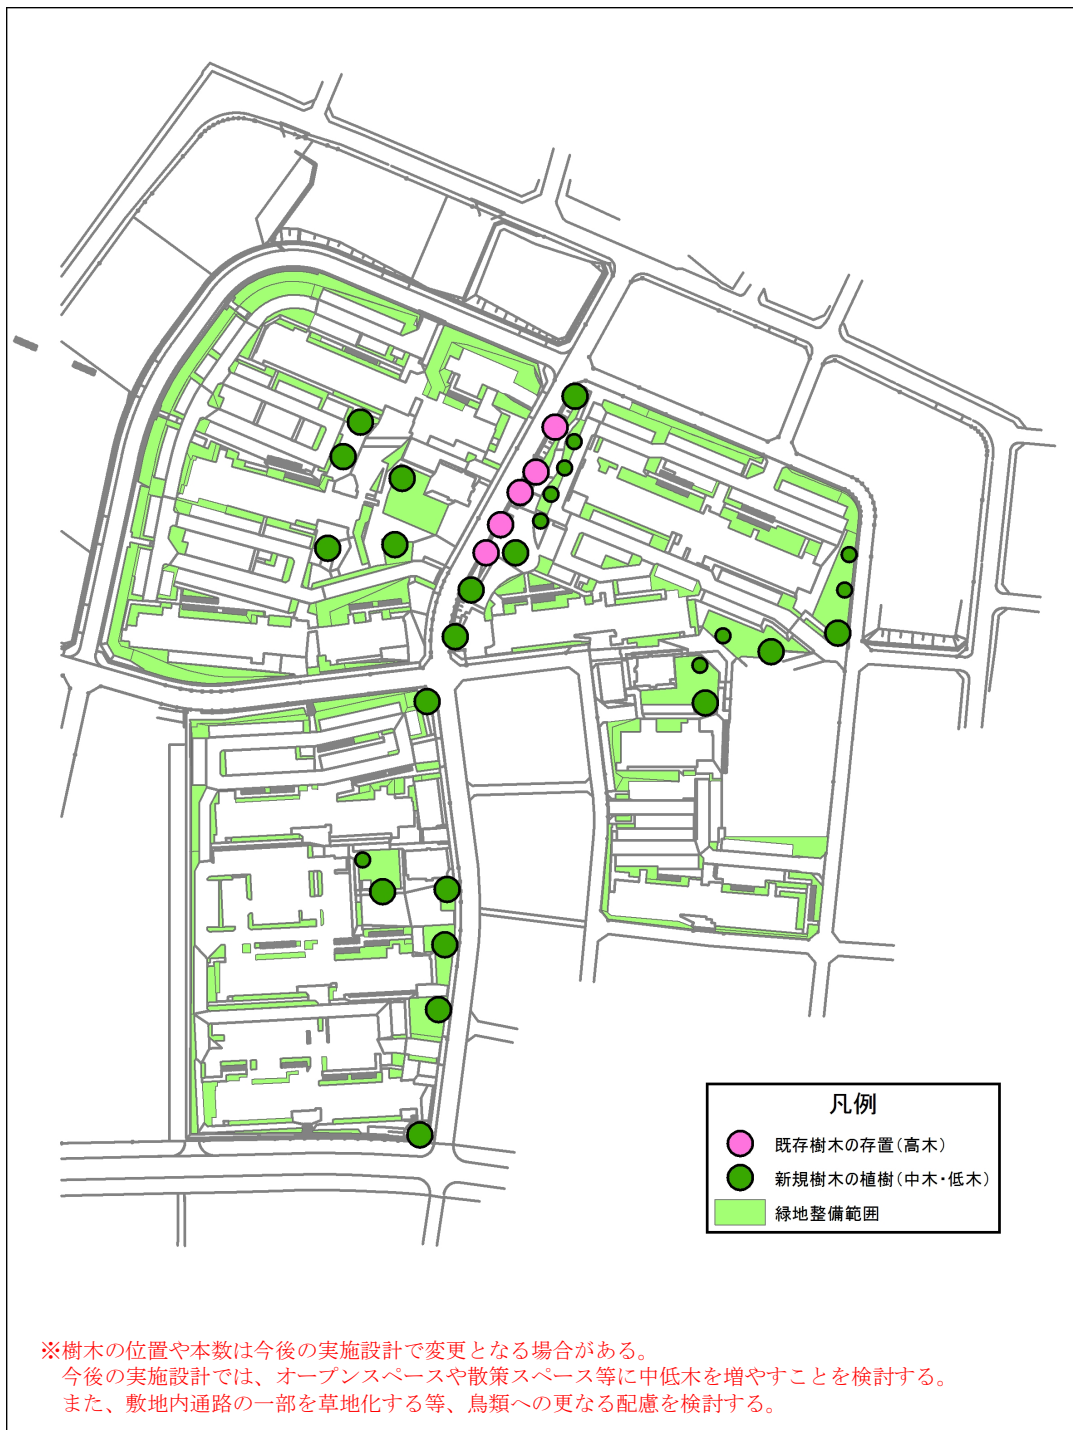 凡例
既存樹木の存置（高木）
新規樹木の植樹（中木・低木）
緑地整備範囲
※樹木の位置や本数は今後の実施設計で変更となる場合がある。
今後の実施設計では、オープンスペースや散策スペース等に中低木を増やすことを検討する。
また、敷地内通路の一部を草地化する等、鳥類への更なる配慮を検討する。